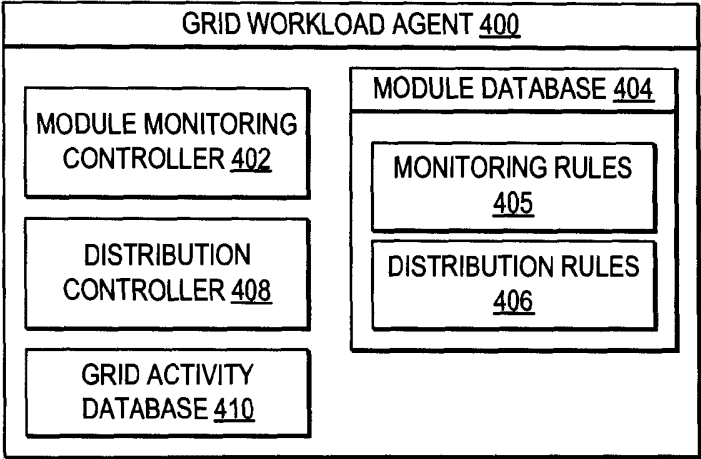 GRID WORKLOAD AGENT 400
MODULE MONITORING
CONTROLLER 402
DISTRIBUTION
CONTROLLER 408
GRID ACTIVITY
DATABASE 410
MODULE DATABASE 404
MONITORING RULES
405
DISTRIBUTION RULES
406